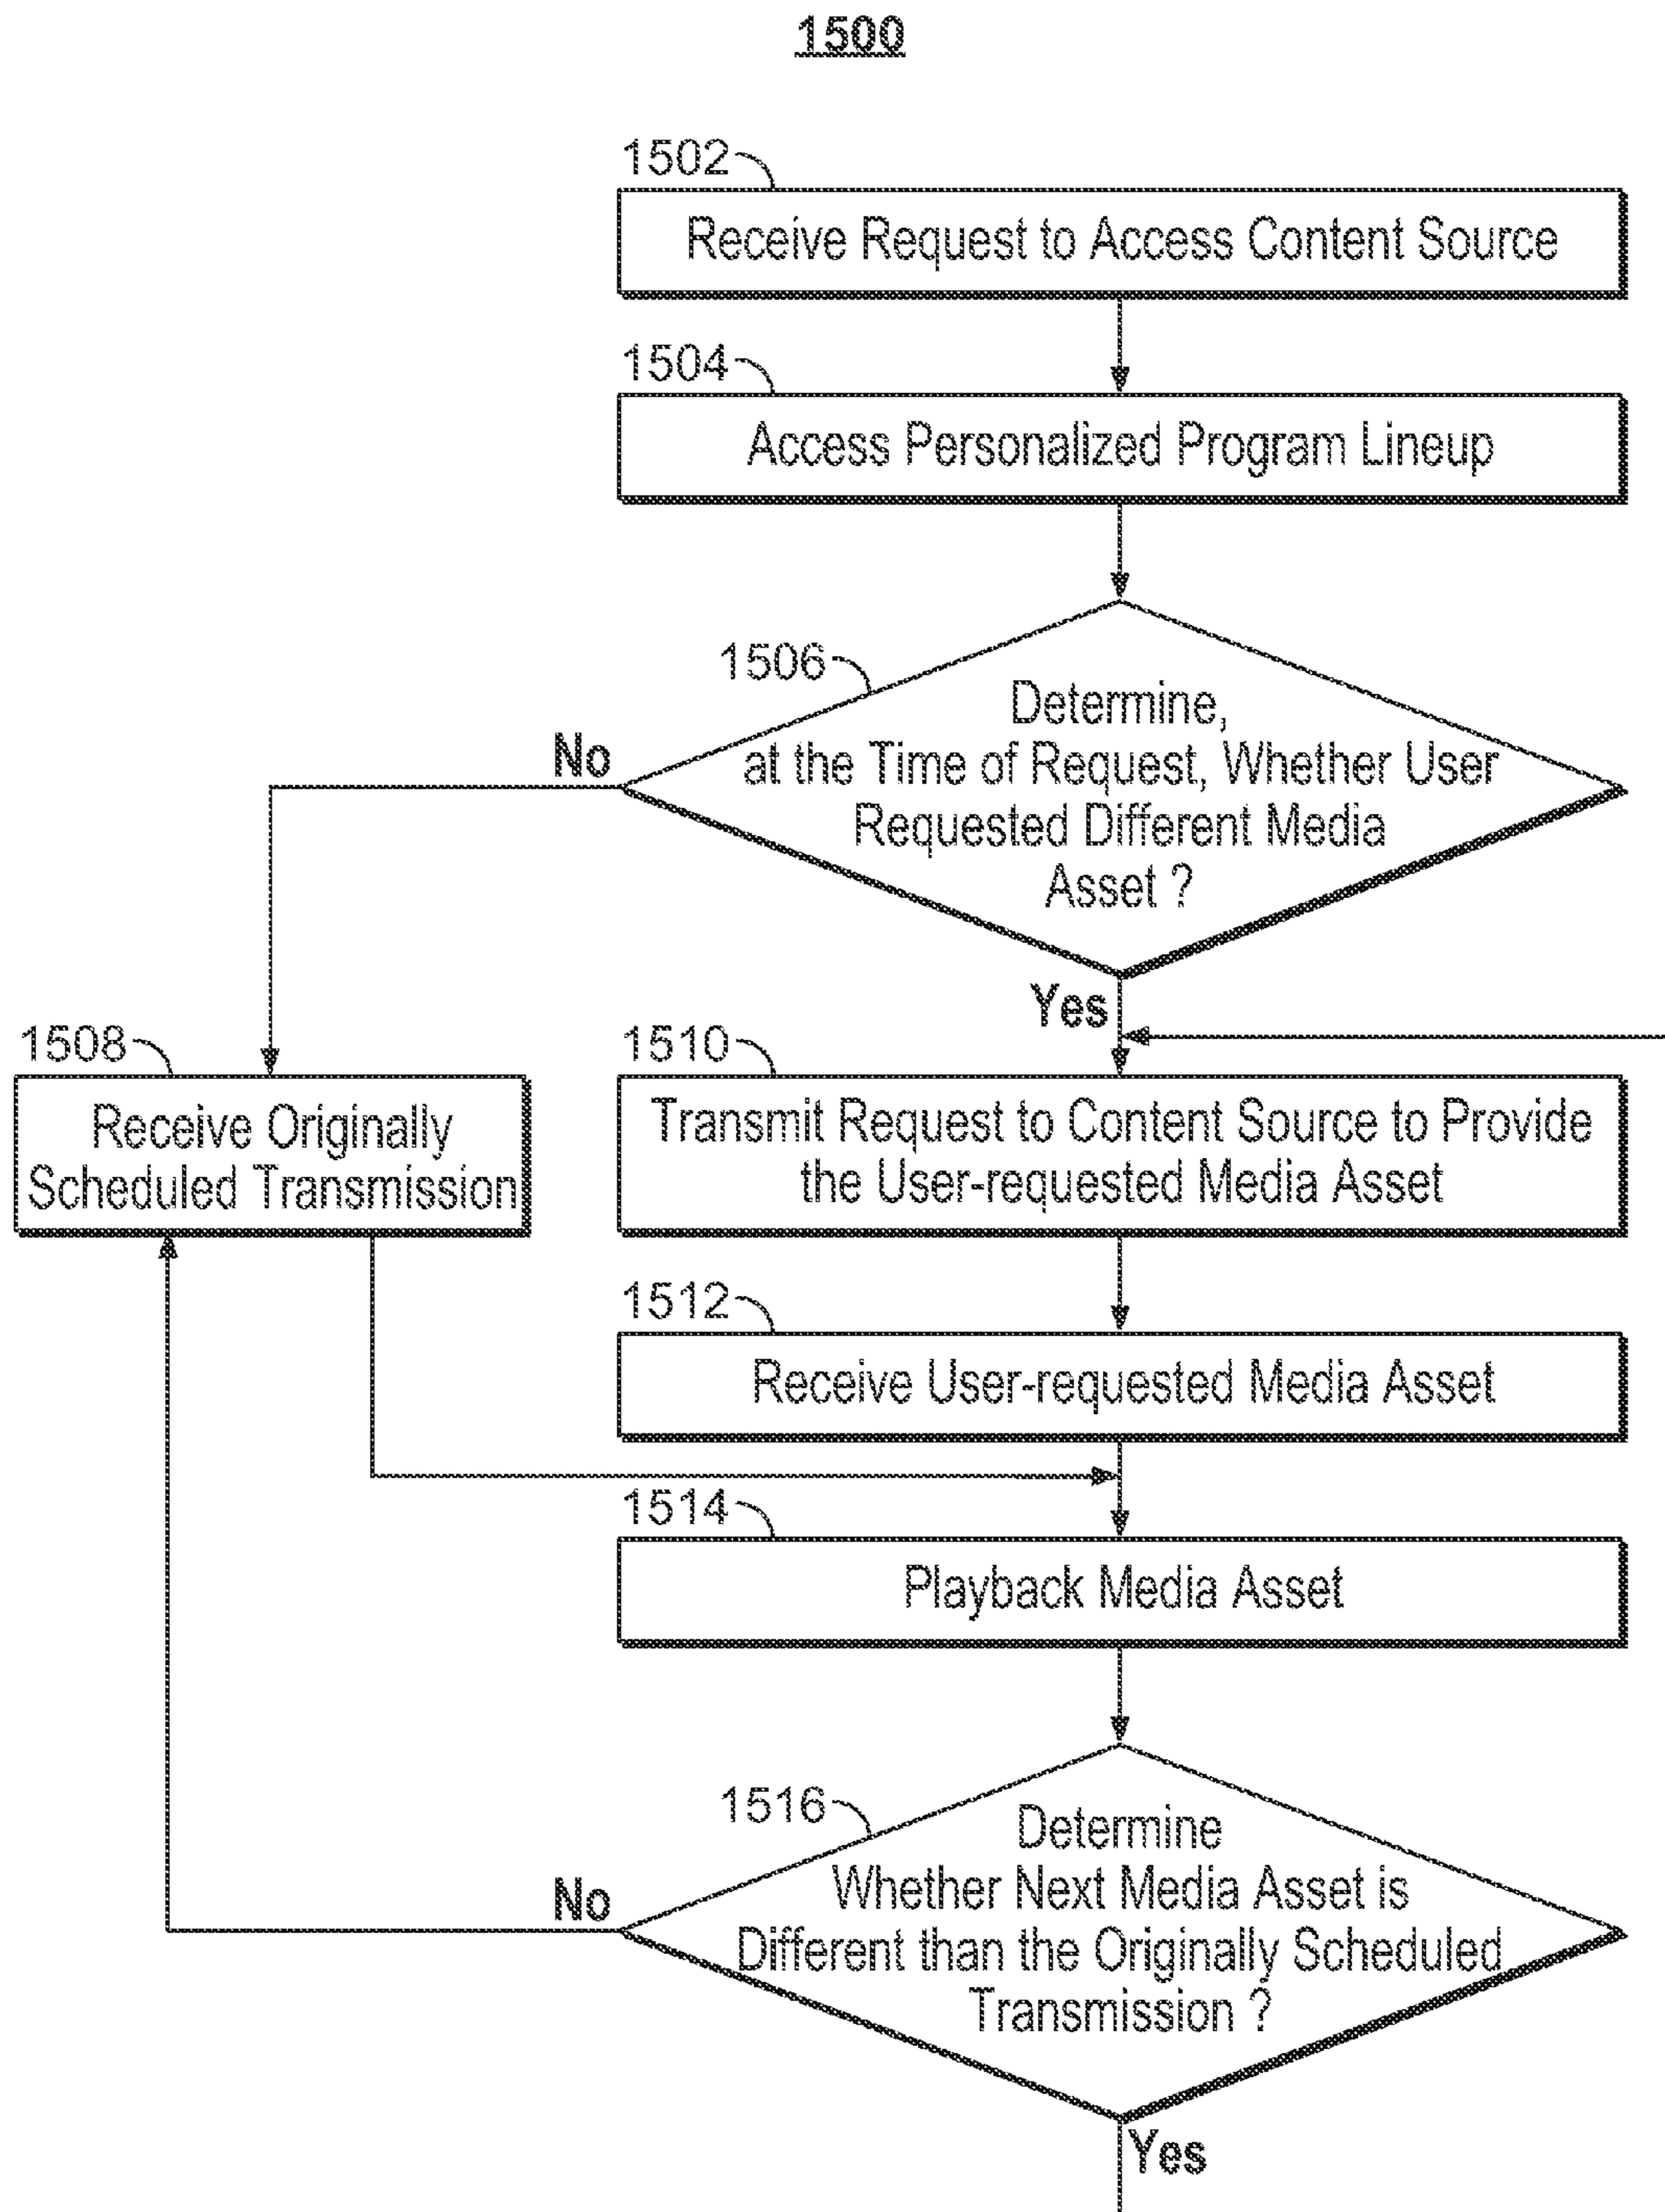 1500
1502
Receive Request to Access Content Source
1504
Access Personalized Program Lineup
1506
Determine,
at the Time of Request, Whether User
Requested Different Media
Asset ?
No
Yes
1508
Receive Originally
Scheduled Transmission
1510
Transmit Request to Content Source to Provide
the User-requested Media Asset
1512
Receive User-requested Media Asset
1514
Playback Media Asset
1516
Determine
Whether Next Media Asset is
Different than the Originally Scheduled
Transmission ?
No
Yes